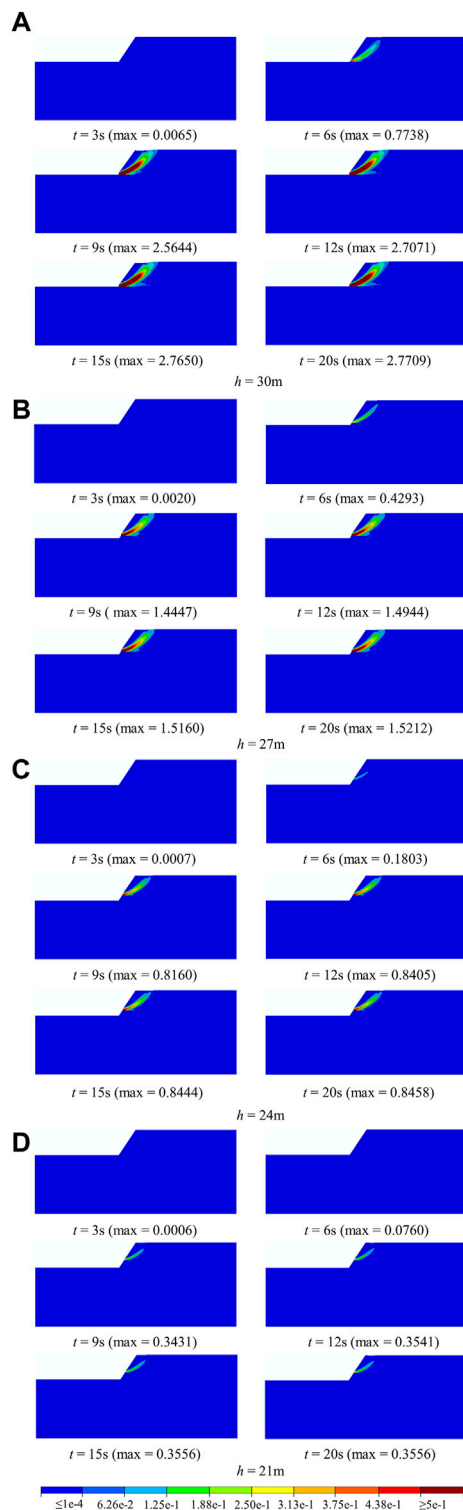 A
t = 3s (max = 0.0065) t = 6s (max = 0.7738)
t = 9s (max = 2.5644) t = 12s (max = 2.7071)
t = 15s (max = 2.7650) t = 20s (max = 2.7709)
h = 30m
B
t = 3s (max = 0.0020) t = 6s (max = 0.4293)
t = 9s ( max = 1.4447) t = 12s (max = 1.4944)
t = 15s (max = 1.5160) t = 20s (max = 1.5212)
h = 27m
C
t = 3s (max = 0.0007) t = 6s (max = 0.1803)
t = 9s (max = 0.8160) t = 12s (max = 0.8405)
t = 15s (max = 0.8444) t = 20s (max = 0.8458)
h = 24m
D
t = 3s (max = 0.0006) t = 6s (max = 0.0760)
t = 9s (max = 0.3431) t = 12s (max = 0.3541)
t = 15s (max = 0.3556) t = 20s (max = 0.3556)
h = 21m
≤1e-4 6.26e-2 1.25e-1 1.88e-1 2.50e-1 3.13e-1 3.75e-1 4.38e-1 ≥5e-1